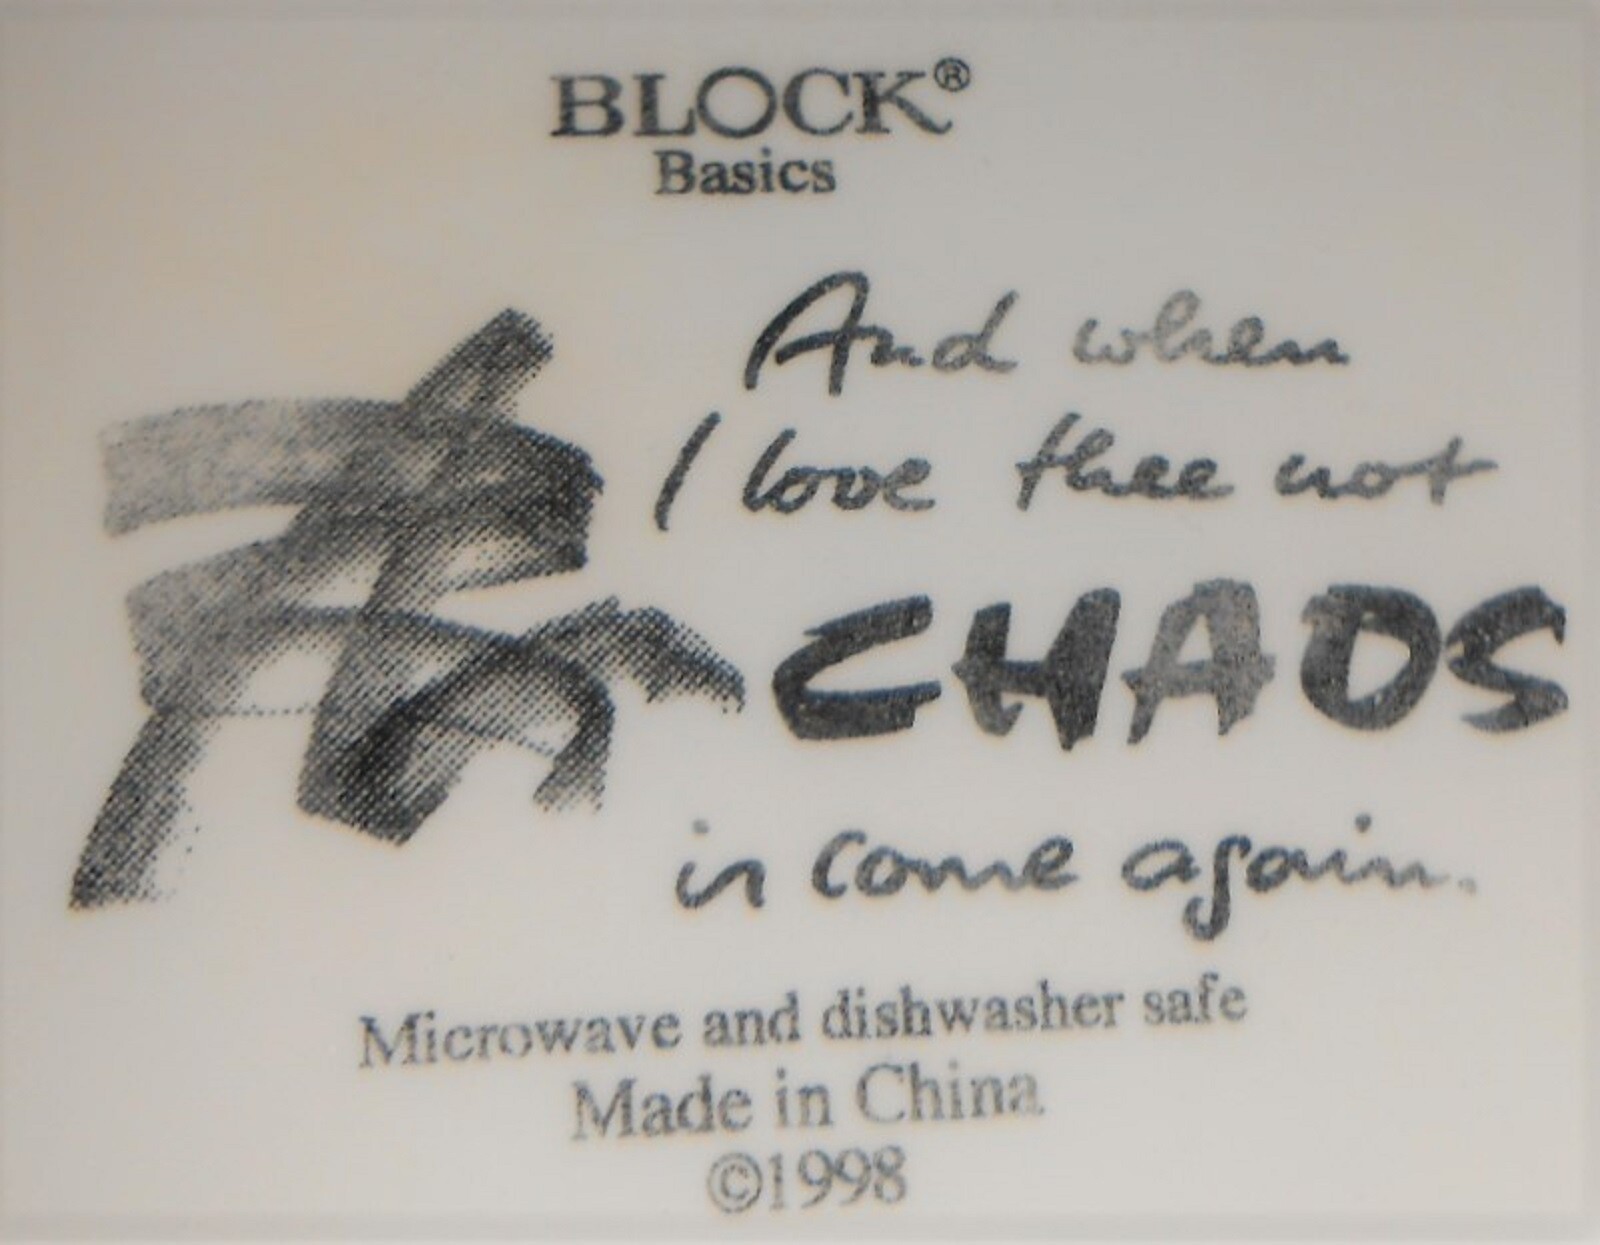 BLOCK®
Basics
And when
I love thee not
CHAOS
is come again.
Microwave and dishwasher safe
Made in China
©1998